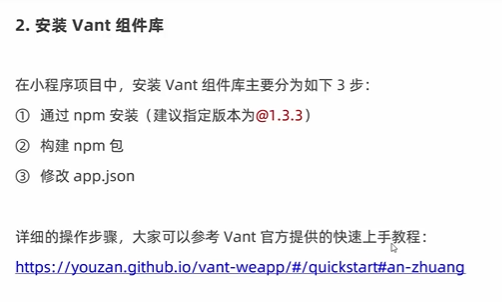 2. 安装 Vant 组件库
在小程序项目中，安装 Vant 组件库主要分为如下 3 步：
① 通过 npm 安装（建议指定版本为@1.3.3）
② 构建 npm 包
③ 修改 app.json
详细的操作步骤，大家可以参考 Vant 官方提供的快速上手教程：
https://youzan.github.io/vant-weapp/#/quickstart#an-zhuang